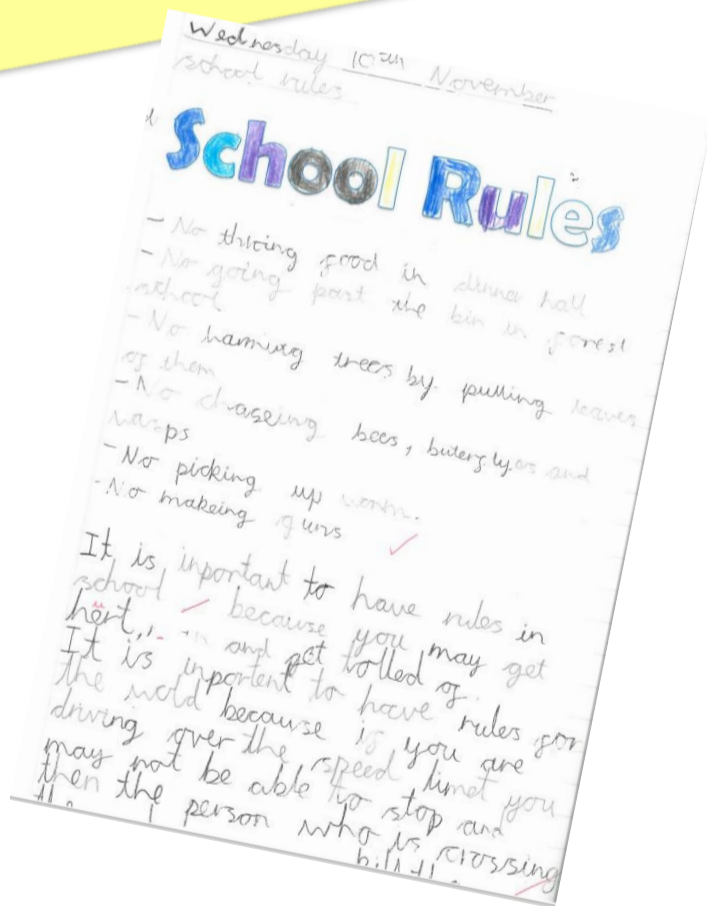 Wednesday 10th November
school rules
School Rules
- No throing food in dinna hall
- No going past the bin in forest
school
- No haming trees by pulling leaves
of them
- No chaseing bees, buterflyes and
wasps
- No picking up worm.
- No makeing guns
It is inportant to have rules in
school because you may get
hert, and get tolled of.
It is inportent to have rules for
the wold because if you are
driving over the speed limet you
may not be able to stop and
then the person who is crossing